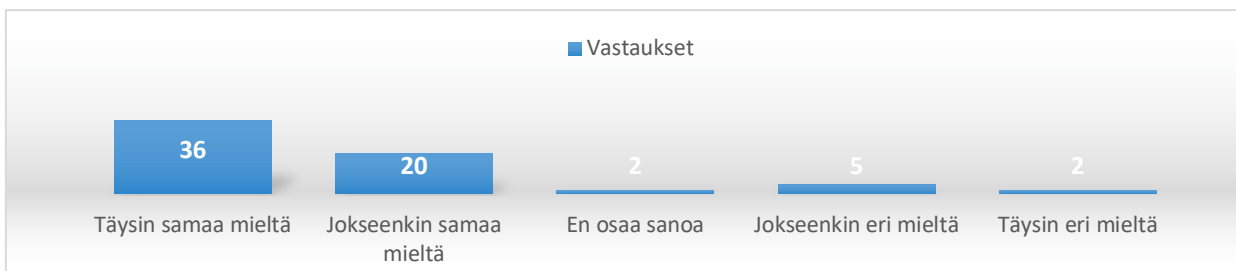 Vastaukset
36
20
2
5
2
Täysin samaa mieltä
Jokseenkin samaa
mieltä
En osaa sanoa
Jokseenkin eri mieltä
Täysin eri mieltä